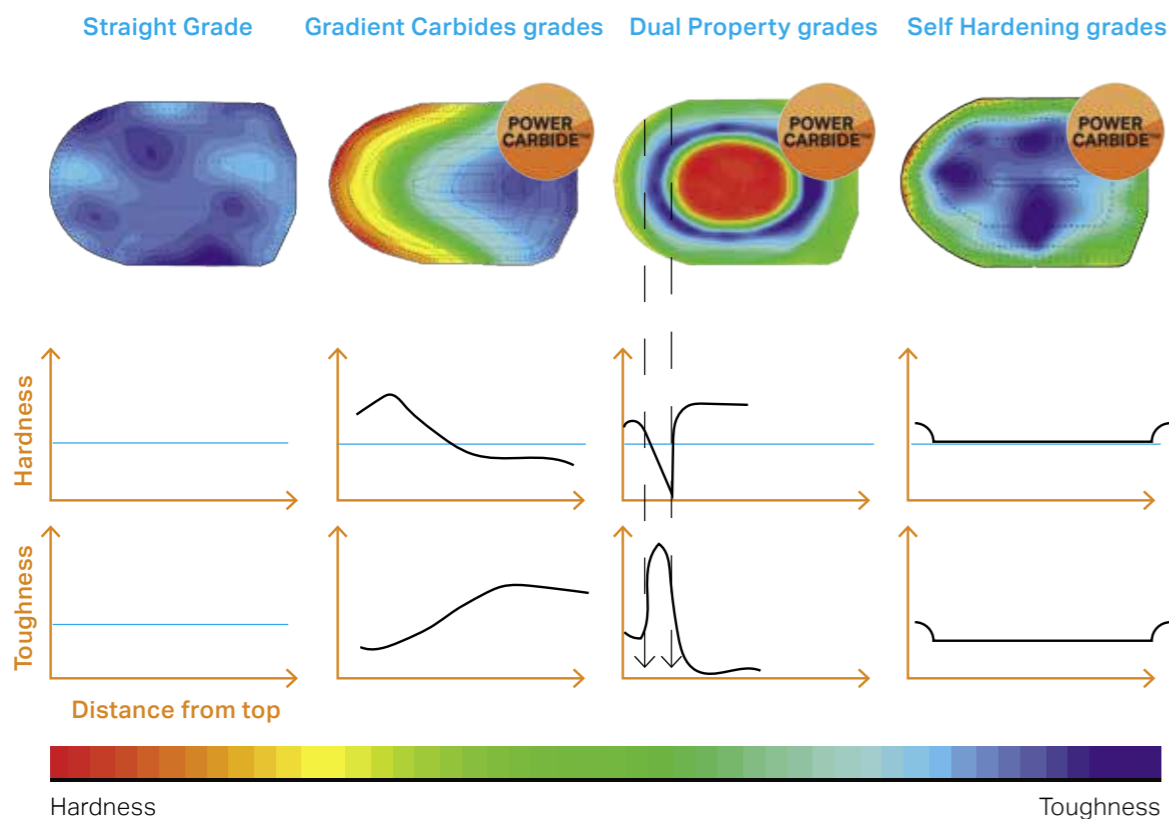 Straight Grade
Gradient Carbides grades
Dual Property grades
Self Hardening grades
POWER
CARBIDE™
POWER
CARBIDE™
POWER
CARBIDE™
Hardness
Toughness
Distance from top
Hardness
Toughness